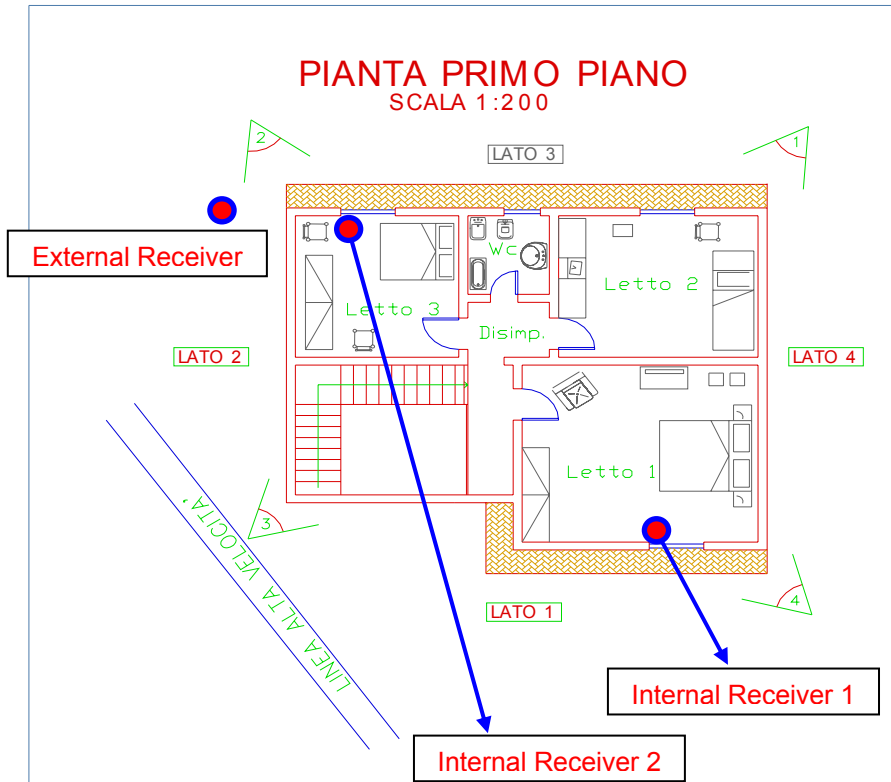 PIANTA PRIMO PIANO
SCALA 1:200
2
1
LATO 3
External Receiver
Wc
Letto 2
Letto 3
Disimp.
LATO 2
LATO 4
Letto 1
3
LINEA ALTA VELOCITA'
4
LATO 1
Internal Receiver 1
Internal Receiver 2